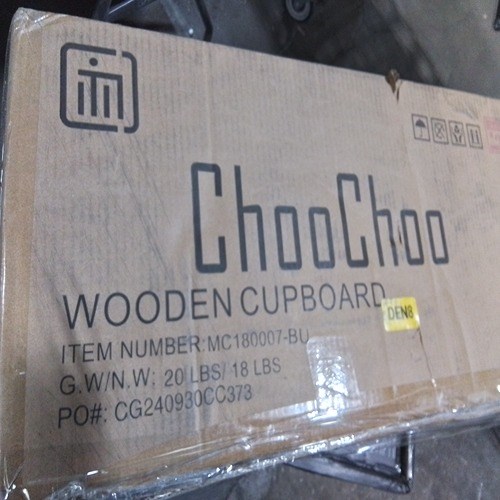 ChooChoo
WOODEN CUPBOARD
DEN8
ITEM NUMBER:MC180007-BU
G.W/N.W: 20 LBS/ 18 LBS
PO#: CG240930CC373